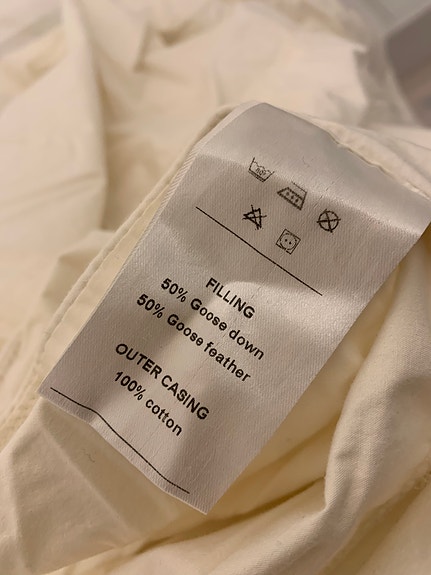 FILLING
50% Goose down
50% Goose feather
OUTER CASING
100% cotton